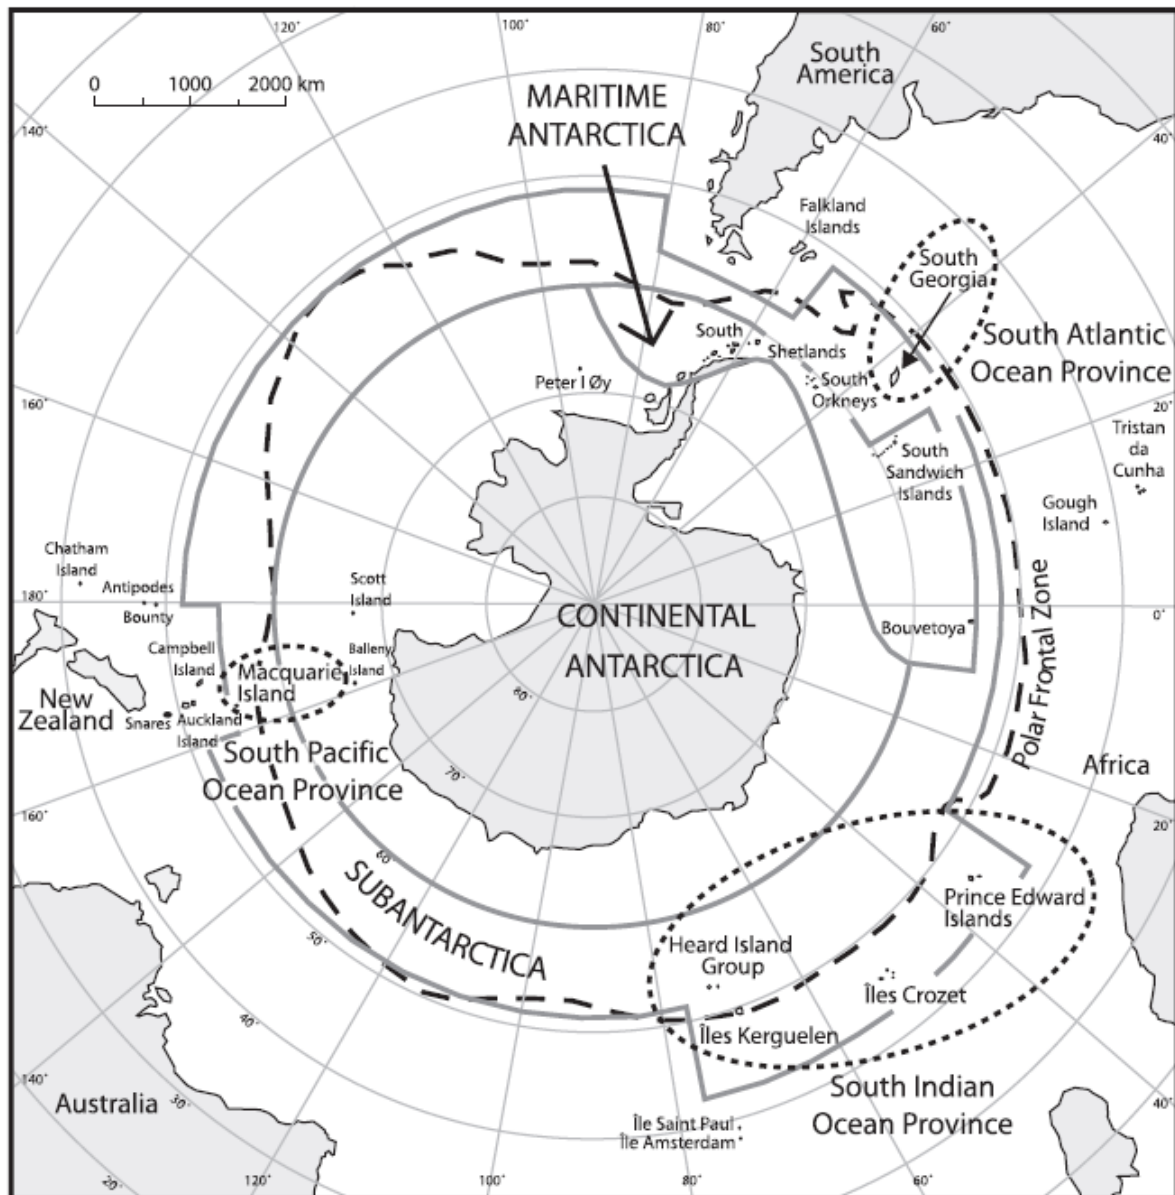 120˚
100˚
80˚
60˚
South
America
0 1000 2000 km
MARITIME
ANTARCTICA
140˚
40˚
Falkland
Islands
South
Georgia
South
Shetlands
South Atlantic
Ocean Province
Peter I Øy
South
Orkneys
160˚
20˚
Tristan
da
Cunha
South
Sandwich
Islands
Gough
Island
Chatham
Island
Antipodes
Bounty
180˚
Scott
Island
CONTINENTAL
ANTARCTICA
Bouvetoya
0˚
Campbell
Island
Macquarie
Island
Balleny
Island
New
Zealand
Snares
Auckland
Island
80˚
Polar Frontal Zone
South Pacific
Ocean Province
70˚
Africa
160˚
20˚
60˚
SUBANTARCTICA
Prince Edward
Islands
50˚
Heard Island
Group
Îles Crozet
40˚
Îles Kerguelen
140˚
Australia
30˚
South Indian
Ocean Province
40˚
Île Saint Paul
Île Amsterdam
20˚
120˚
100˚
80˚
60˚